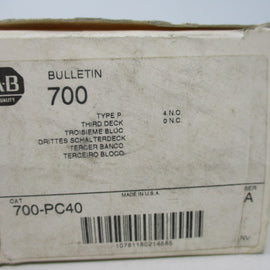 A-B
QUALITY
BULLETIN
700
TYPE P 4 N.O.
THIRD DECK 0 N.C.
TROISIEME BLOC
DRITTES SCHALTERDECK
TERCER BANCO
TERCEIRO BLOCO
MADE IN U.S.A.
CAT SER
700-PC40 A
NV